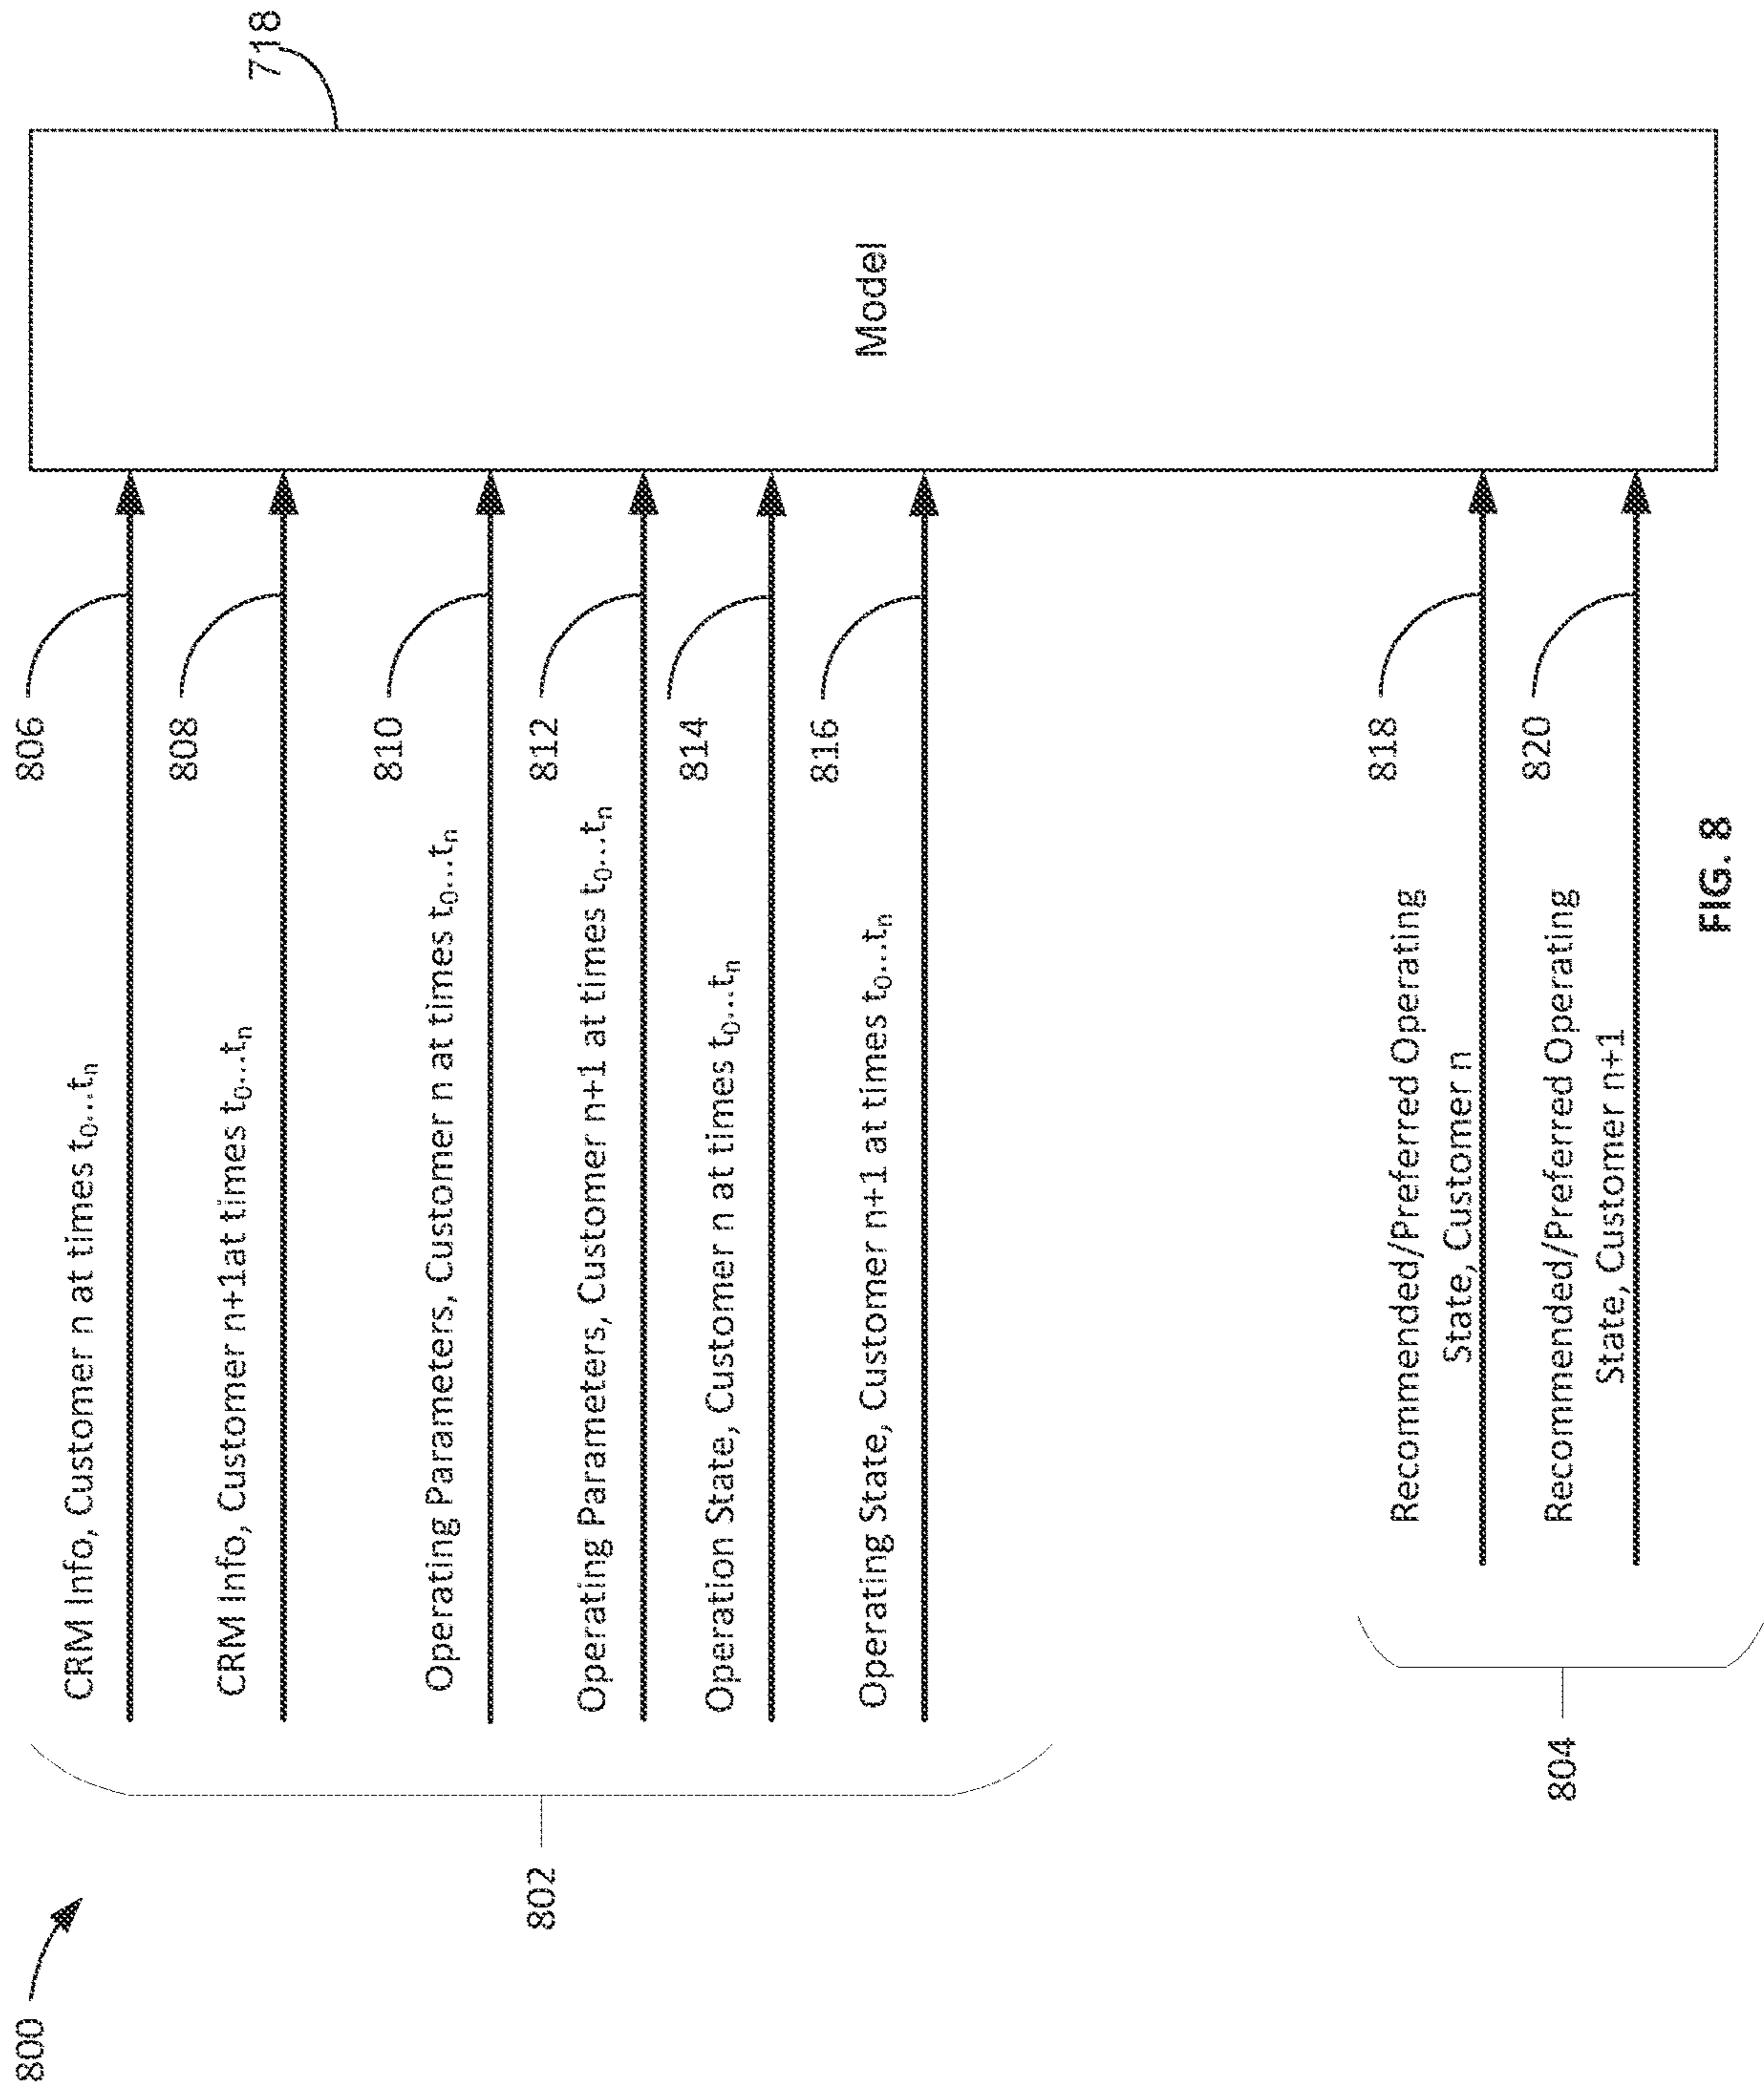 800
802
806
CRM Info, Customer n at times t0...tn
808
CRM Info, Customer n+1at times t0...tn
810
Operating Parameters, Customer n at times t0...tn
812
Operating Parameters, Customer n+1 at times t0...tn
814
Operation State, Customer n at times t0...tn
816
Operating State, Customer n+1 at times t0...tn
718
Model
804
818
Recommended/Preferred Operating
State, Customer n
820
Recommended/Preferred Operating
State, Customer n+1
FIG. 8